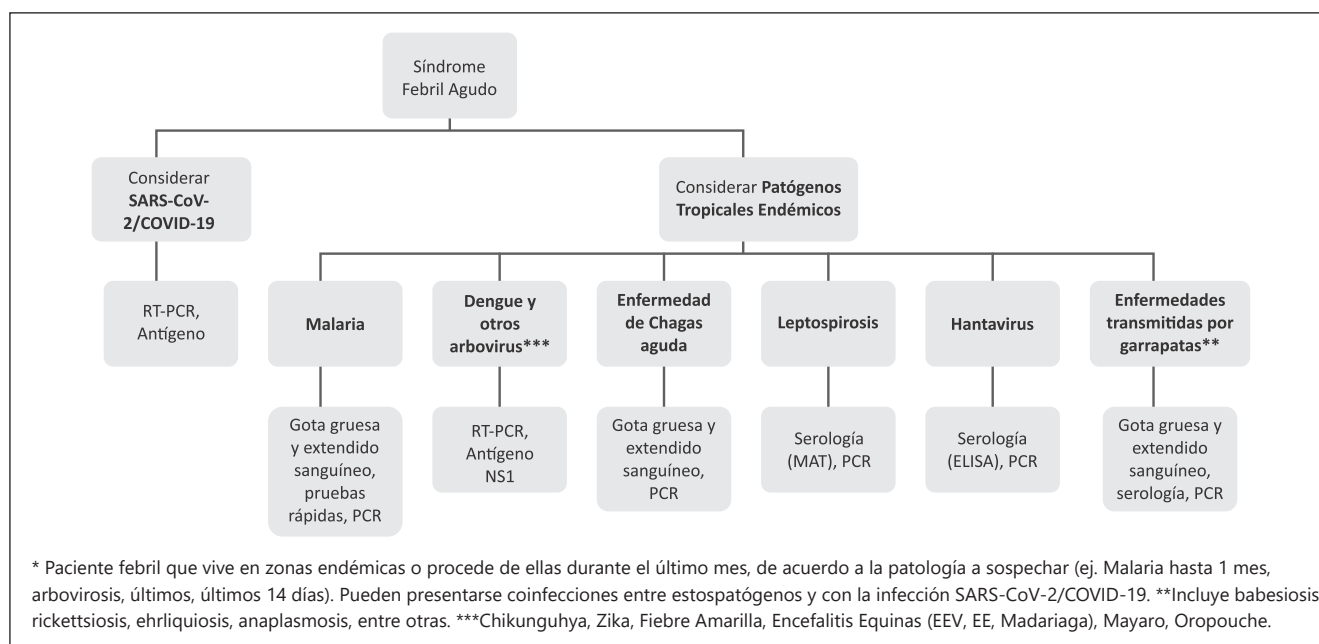 Síndrome
Febril Agudo
Considerar
SARS-CoV-
2/COVID-19
Considerar Patógenos
Tropicales Endémicos
RT-PCR,
Antígeno
Malaria
Dengue y
otros
arbovirus***
Enfermedad
de Chagas
aguda
Leptospirosis
Hantavirus
Enfermedades
transmitidas por
garrapatas**
Gota gruesa
y extendido
sanguíneo,
pruebas
rápidas, PCR
RT-PCR,
Antígeno
NS1
Gota gruesa y
extendido
sanguíneo,
PCR
Serología
(MAT), PCR
Serología
(ELISA), PCR
Gota gruesa y
extendido
sanguíneo,
serología, PCR
* Paciente febril que vive en zonas endémicas o procede de ellas durante el último mes, de acuerdo a la patología a sospechar (ej. Malaria hasta 1 mes,
arbovirosis, últimos, últimos 14 días). Pueden presentarse coinfecciones entre estospatógenos y con la infección SARS-CoV-2/COVID-19. **Incluye babesiosis
rickettsiosis, ehrliquiosis, anaplasmosis, entre otras. ***Chikunguhya, Zika, Fiebre Amarilla, Encefalitis Equinas (EEV, EE, Madariaga), Mayaro, Oropouche.